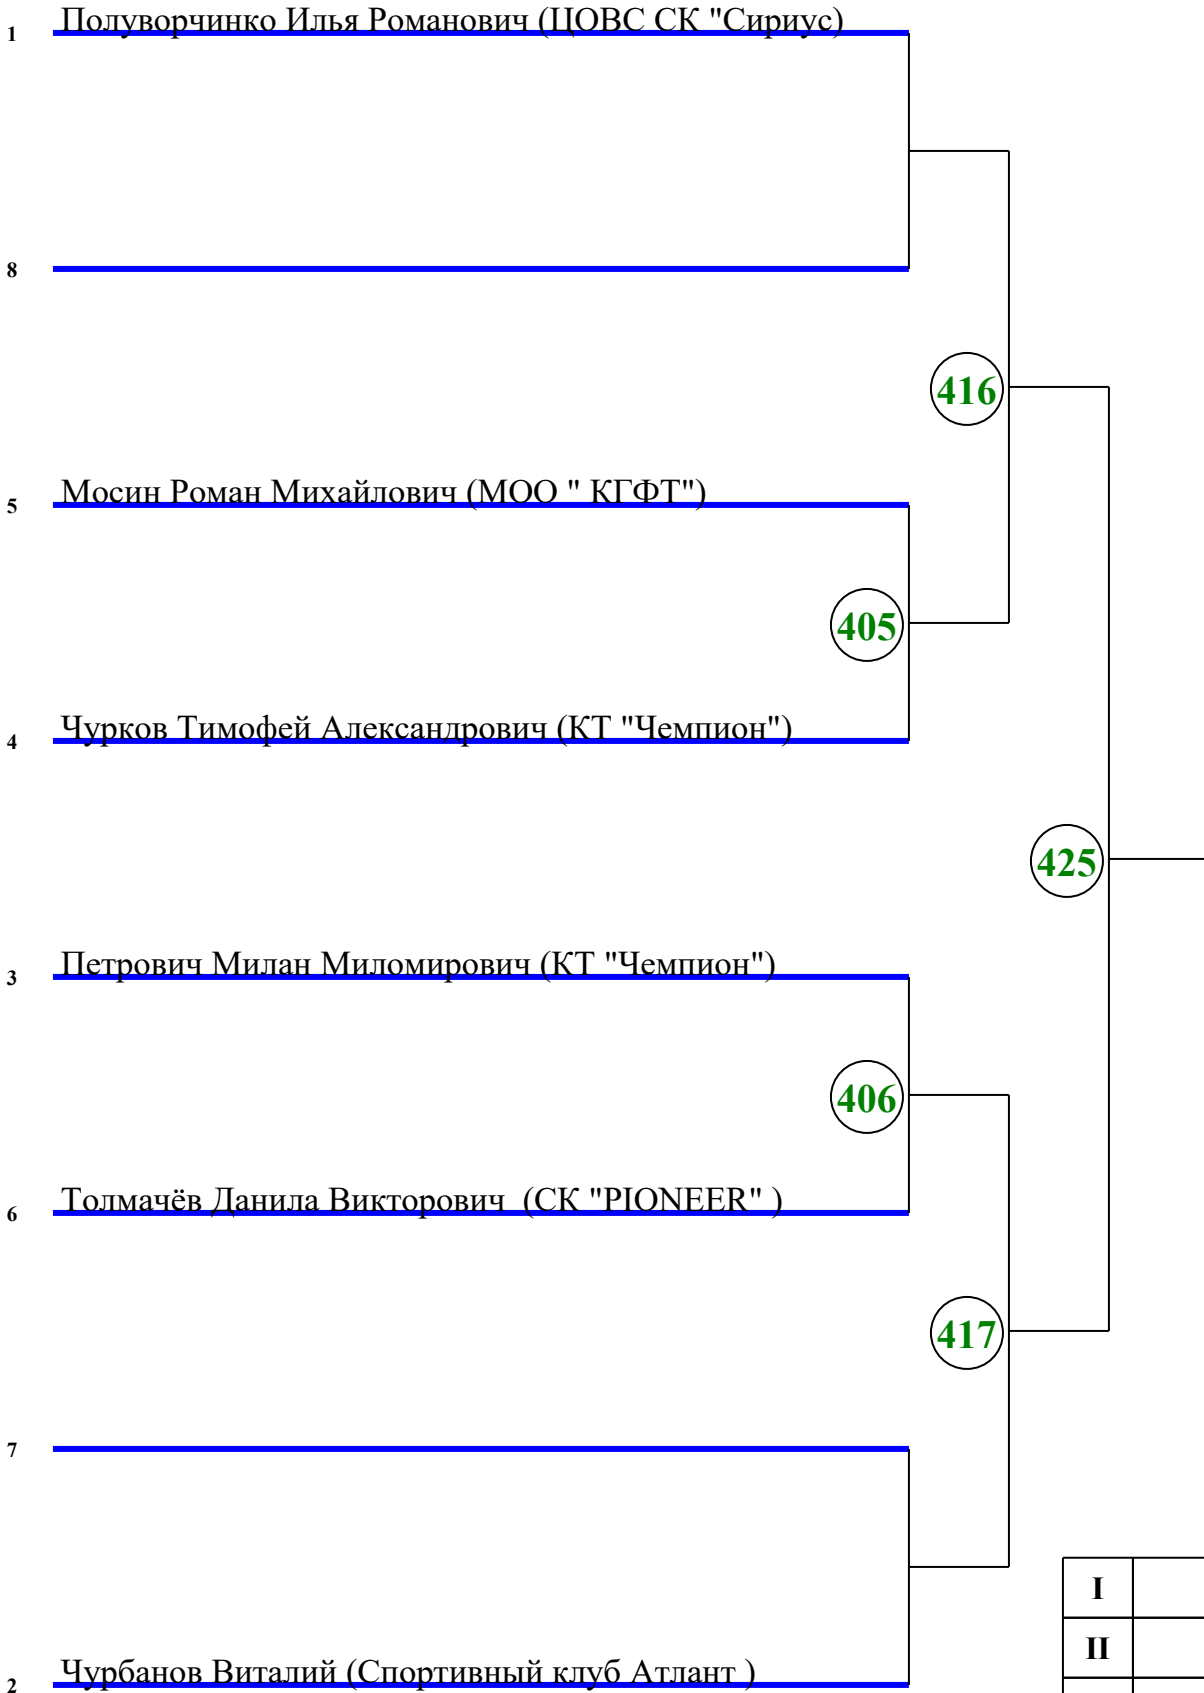 1 Полуворчинко Илья Романович (ЦОВС СК "Сириус)
8
416
5 Мосин Роман Михайлович (МОО " КГФТ")
405
4 Чурков Тимофей Александрович (КТ "Чемпион")
425
3 Петрович Милан Миломирович (КТ "Чемпион")
406
6 Толмачёв Данила Викторович (СК "PIONEER" )
417
7
I
II
2 Чурбанов Виталий (Спортивный клуб Атлант )